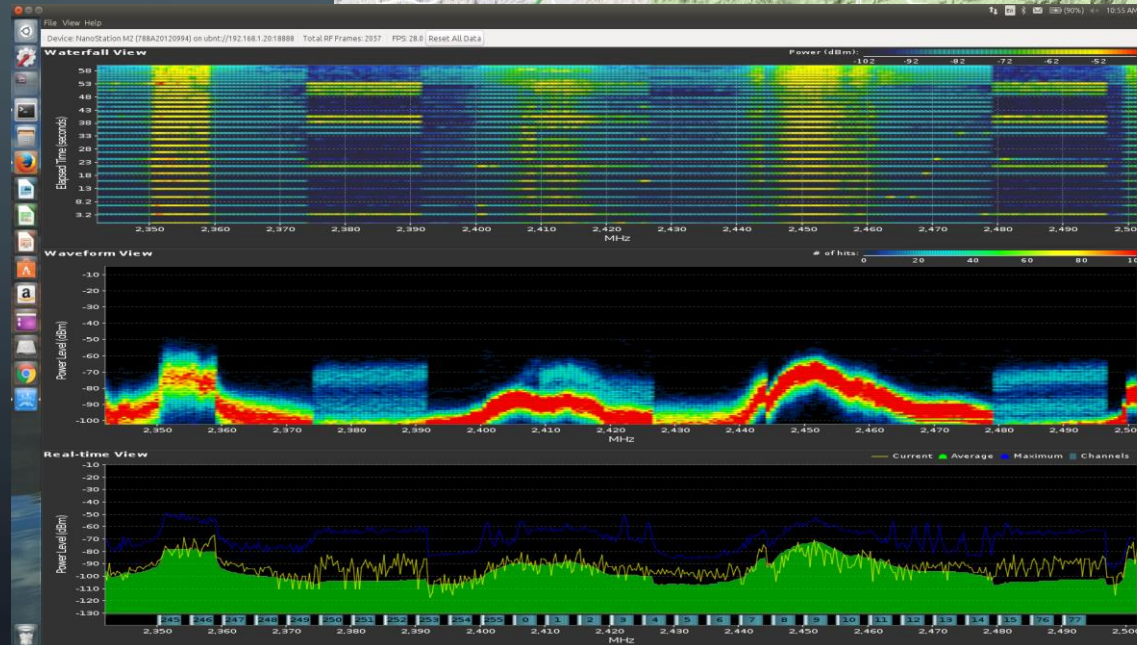 10:55 AM
(90%)
File View Help
Device: NanoStation M2 (788A20120994) on ubnt://192.168.1.20:18888 Total RF Frames: 2057 FPS: 28.0 Reset All Data
Waterfall View
Power (dBm):
-102 -92 -82 -72 -62 -52
58
53
48
43
38
33
28
23
18
13
8.2
3.2
Elapsed Time (seconds)
2,350 2,360 2,370 2,380 2,390 2,400 2,410 2,420 2,430 2,440 2,450 2,460 2,470 2,480 2,490
MHz
Waveform View
# of hits:
0 20 40 60 80
-10
-20
-30
-40
-50
-60
-70
-80
-90
-100
Power Level (dBm)
2,350 2,360 2,370 2,380 2,390 2,400 2,410 2,420 2,430 2,440 2,450 2,460 2,470 2,480 2,490
MHz
Real-time View
Current Average Maximum Channels
-10
-20
-30
-40
-50
-60
-70
-80
-90
-100
-110
-120
-130
Power Level (dBm)
245 246 247 248 249 250 251 252 253 254 255 0 1 2 3 4 5 6 7 8 9 10 11 12 13 14 15 76 77
2,350 2,360 2,370 2,380 2,390 2,400 2,410 2,420 2,430 2,440 2,450 2,460 2,470 2,480 2,490
MHz